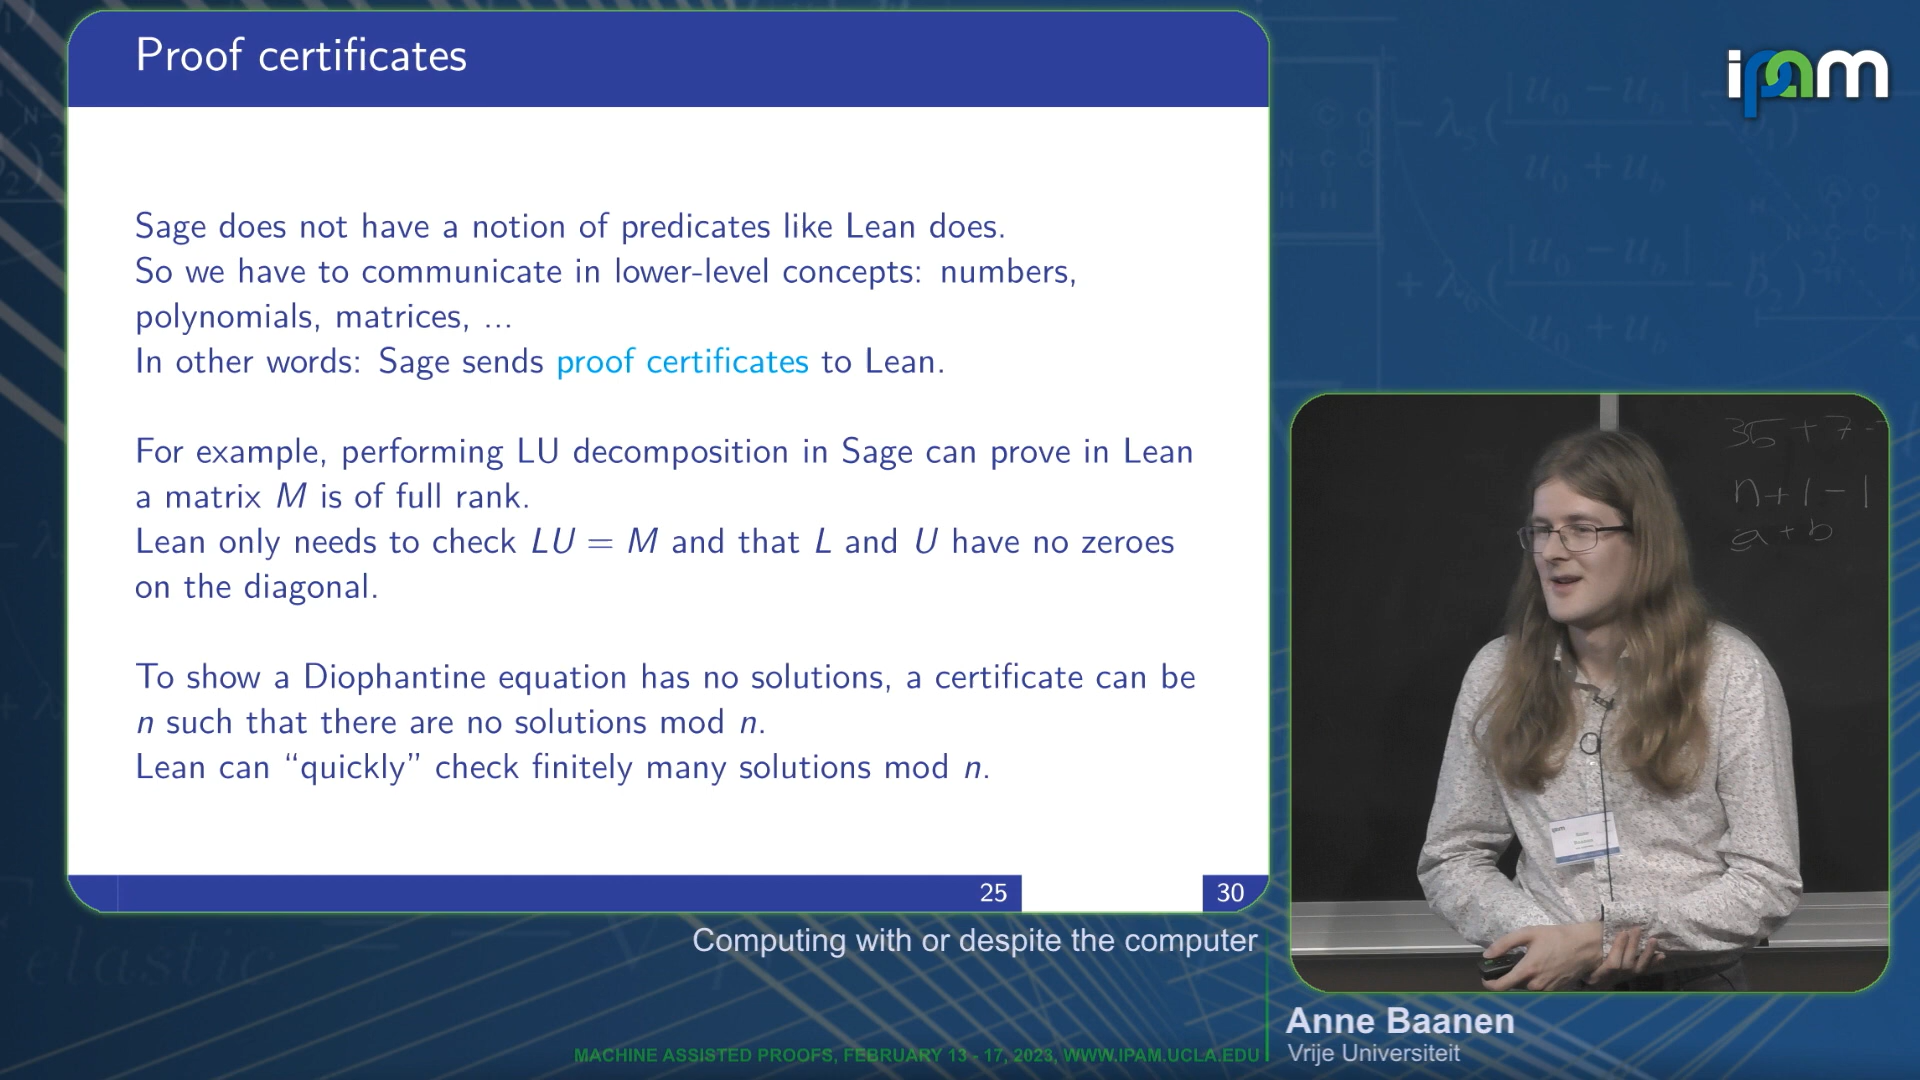 Proof certificates
ipam
Sage does not have a notion of predicates like Lean does.
So we have to communicate in lower-level concepts: numbers,
polynomials, matrices, ...
In other words: Sage sends proof certificates to Lean.
For example, performing LU decomposition in Sage can prove in Lean
a matrix M is of full rank.
Lean only needs to check LU = M and that L and U have no zeroes
on the diagonal.
To show a Diophantine equation has no solutions, a certificate can be
n such that there are no solutions mod n.
Lean can “quickly” check finitely many solutions mod n.
25 30
35 + 7 -
n + 1 - 1
a + b
Computing with or despite the computer
Anne Baanen
Vrije Universiteit
MACHINE ASSISTED PROOFS, FEBRUARY 13 - 17, 2023, WWW.IPAM.UCLA.EDU
elastic